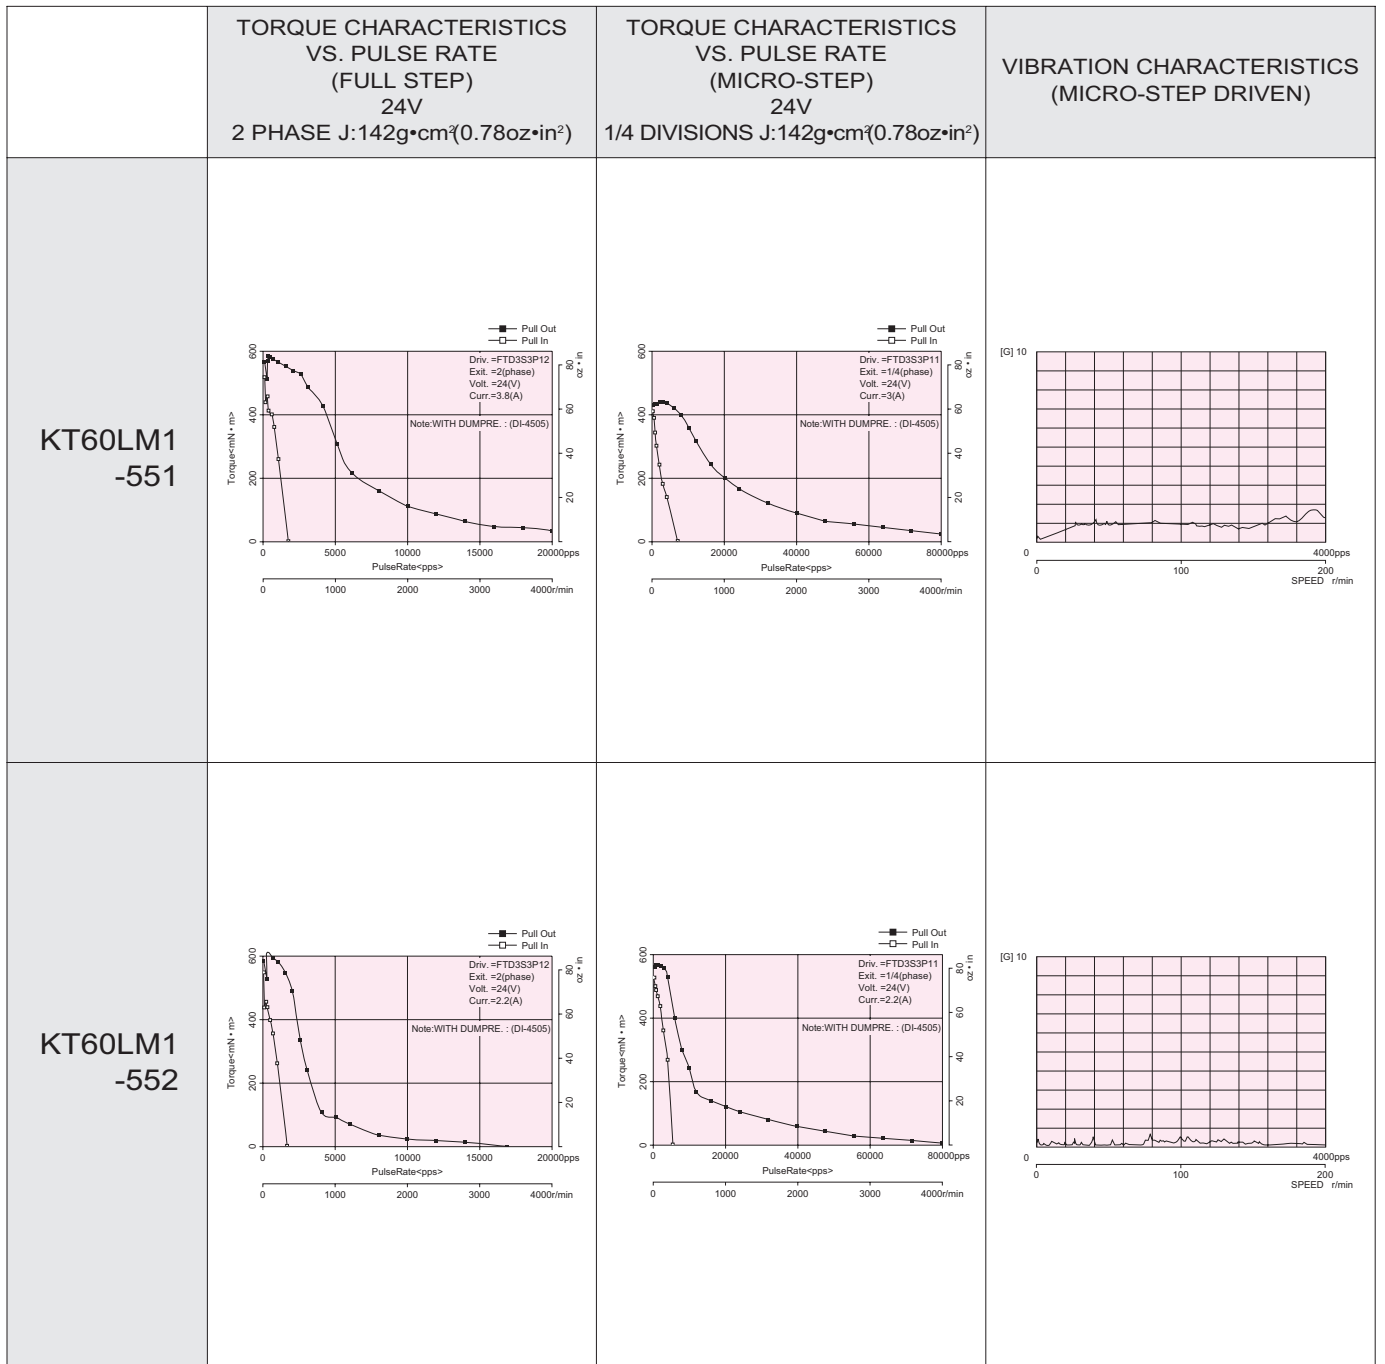 TORQUE CHARACTERISTICS
VS. PULSE RATE
(FULL STEP)
24V
2 PHASE J:142g•cm²(0.78oz•in²)
TORQUE CHARACTERISTICS
VS. PULSE RATE
(MICRO-STEP)
24V
1/4 DIVISIONS J:142g•cm²(0.78oz•in²)
VIBRATION CHARACTERISTICS
(MICRO-STEP DRIVEN)
KT60LM1
-551
Pull Out
Pull In
Driv. =FTD3S3P12
Exit. =2(phase)
Volt. =24(V)
Curr.=3.8(A)
Note:WITH DUMPRE. : (DI-4505)
Torque<mN • m>
600
400
200
0
oz • in
80
60
40
20
0 5000 10000 15000 20000pps
PulseRate<pps>
0 1000 2000 3000 4000r/min
Pull Out
Pull In
Driv. =FTD3S3P11
Exit. =1/4(phase)
Volt. =24(V)
Curr.=3(A)
Note:WITH DUMPRE. : (DI-4505)
Torque<mN • m>
600
400
200
0
oz • in
80
60
40
20
0 20000 40000 60000 80000pps
PulseRate<pps>
0 1000 2000 3000 4000r/min
[G] 10
0 4000pps
0 100 200
SPEED r/min
KT60LM1
-552
Pull Out
Pull In
Driv. =FTD3S3P12
Exit. =2(phase)
Volt. =24(V)
Curr.=2.2(A)
Note:WITH DUMPRE. : (DI-4505)
Torque<mN • m>
600
400
200
0
oz • in
80
60
40
20
0 5000 10000 15000 20000pps
PulseRate<pps>
0 1000 2000 3000 4000r/min
Pull Out
Pull In
Driv. =FTD3S3P11
Exit. =1/4(phase)
Volt. =24(V)
Curr.=2.2(A)
Note:WITH DUMPRE. : (DI-4505)
Torque<mN • m>
600
400
200
0
oz • in
80
60
40
20
0 20000 40000 60000 80000pps
PulseRate<pps>
0 1000 2000 3000 4000r/min
[G] 10
0 4000pps
0 100 200
SPEED r/min